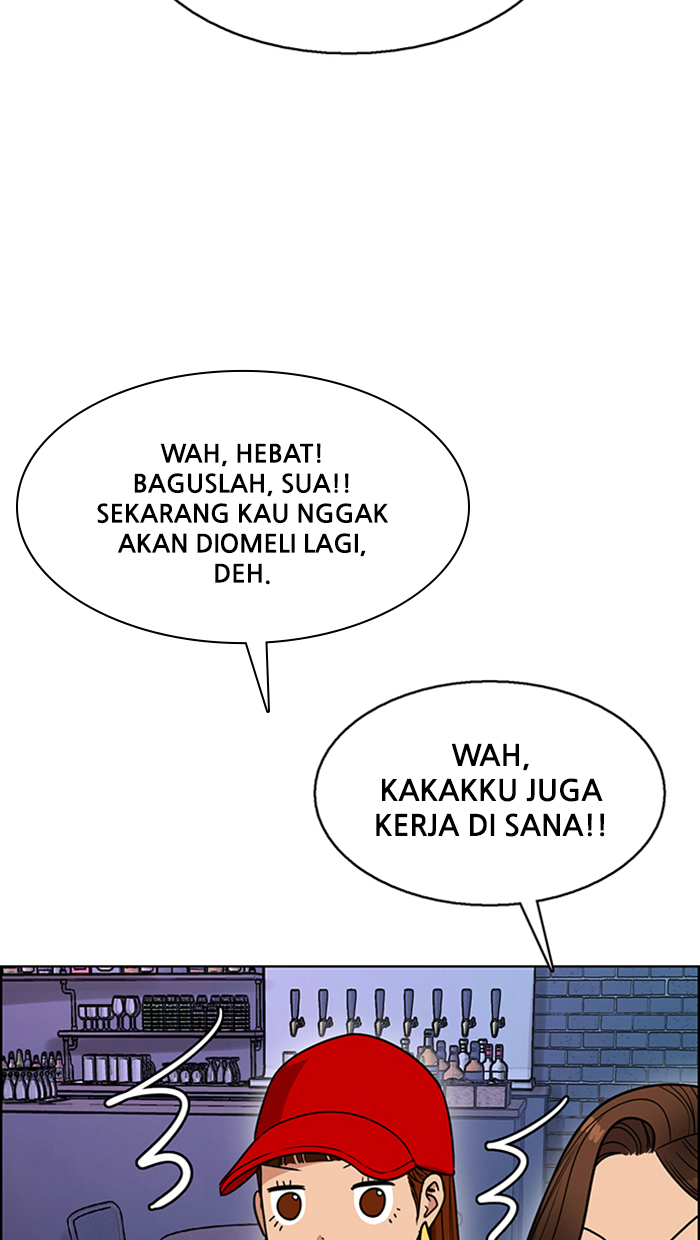 WAH, HEBAT!
BAGUSLAH, SUA!!
SEKARANG KAU NGGAK
AKAN DIOMELI LAGI,
DEH.
WAH,
KAKAKKU JUGA
KERJA DI SANA!!